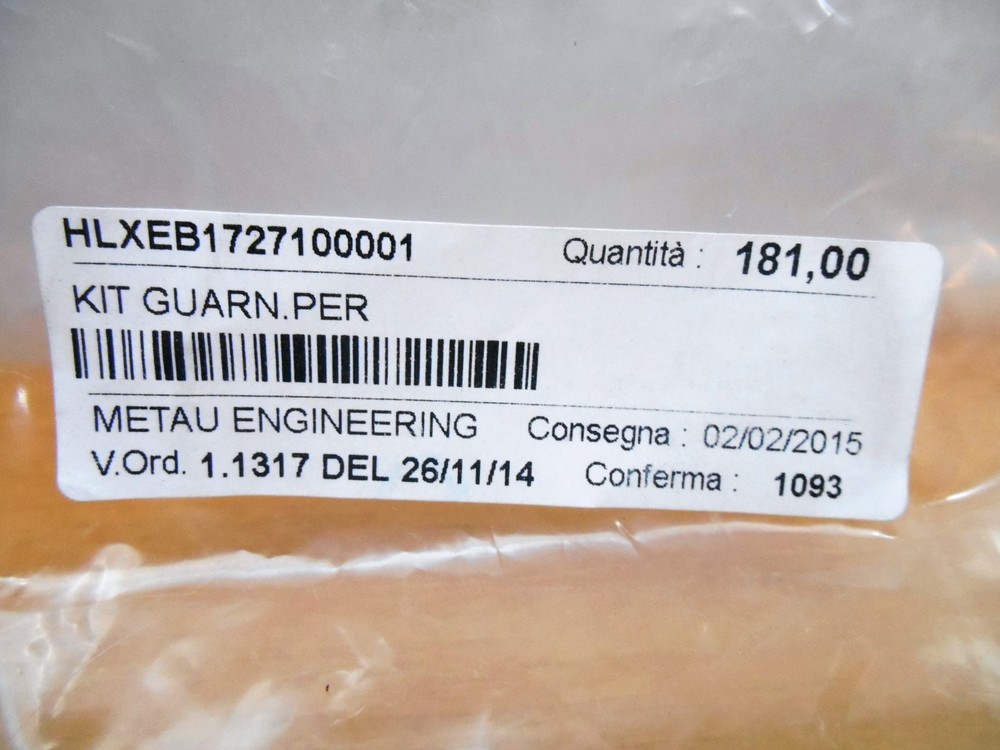 HLXEB1727100001 Quantità : 181,00
KIT GUARN.PER
METAU ENGINEERING Consegna : 02/02/2015
V.Ord. 1.1317 DEL 26/11/14 Conferma : 1093